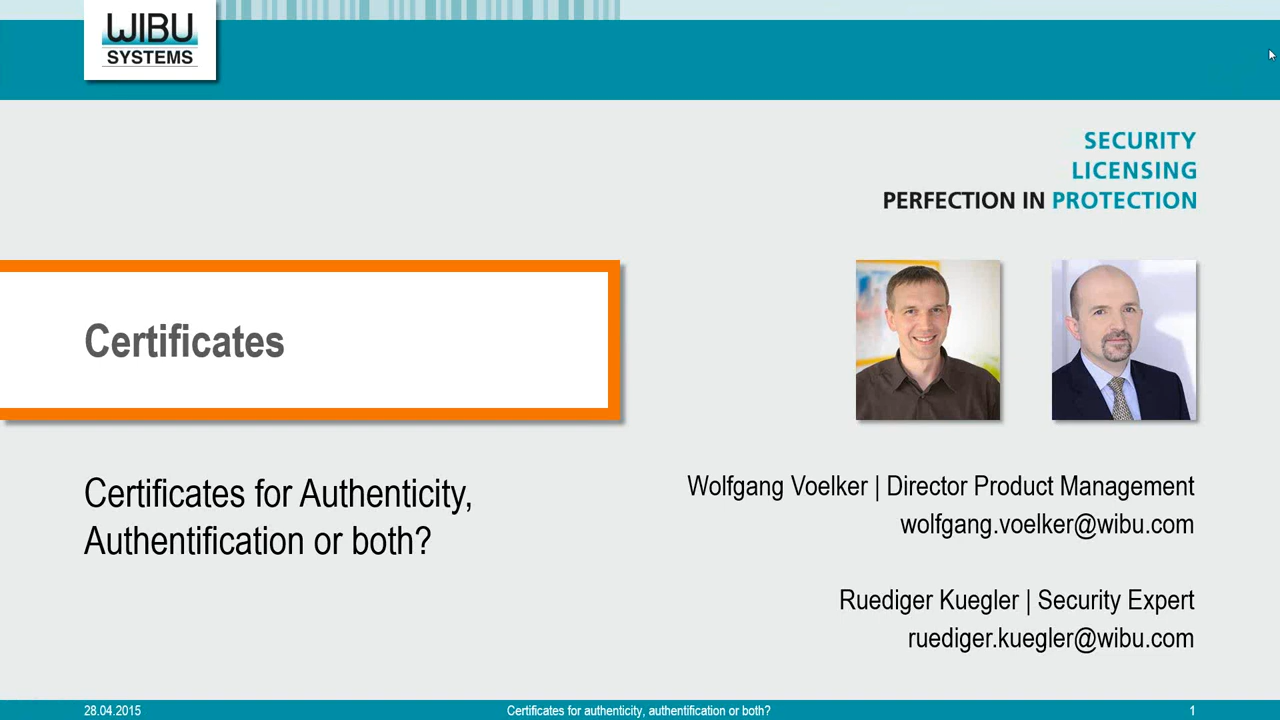 WIBU
SYSTEMS
SECURITY
LICENSING
PERFECTION IN PROTECTION
Certificates
Certificates for Authenticity,
Authentification or both?
Wolfgang Voelker | Director Product Management
wolfgang.voelker@wibu.com
Ruediger Kuegler | Security Expert
ruediger.kuegler@wibu.com
28.04.2015
Certificates for authenticity, authentification or both?
1